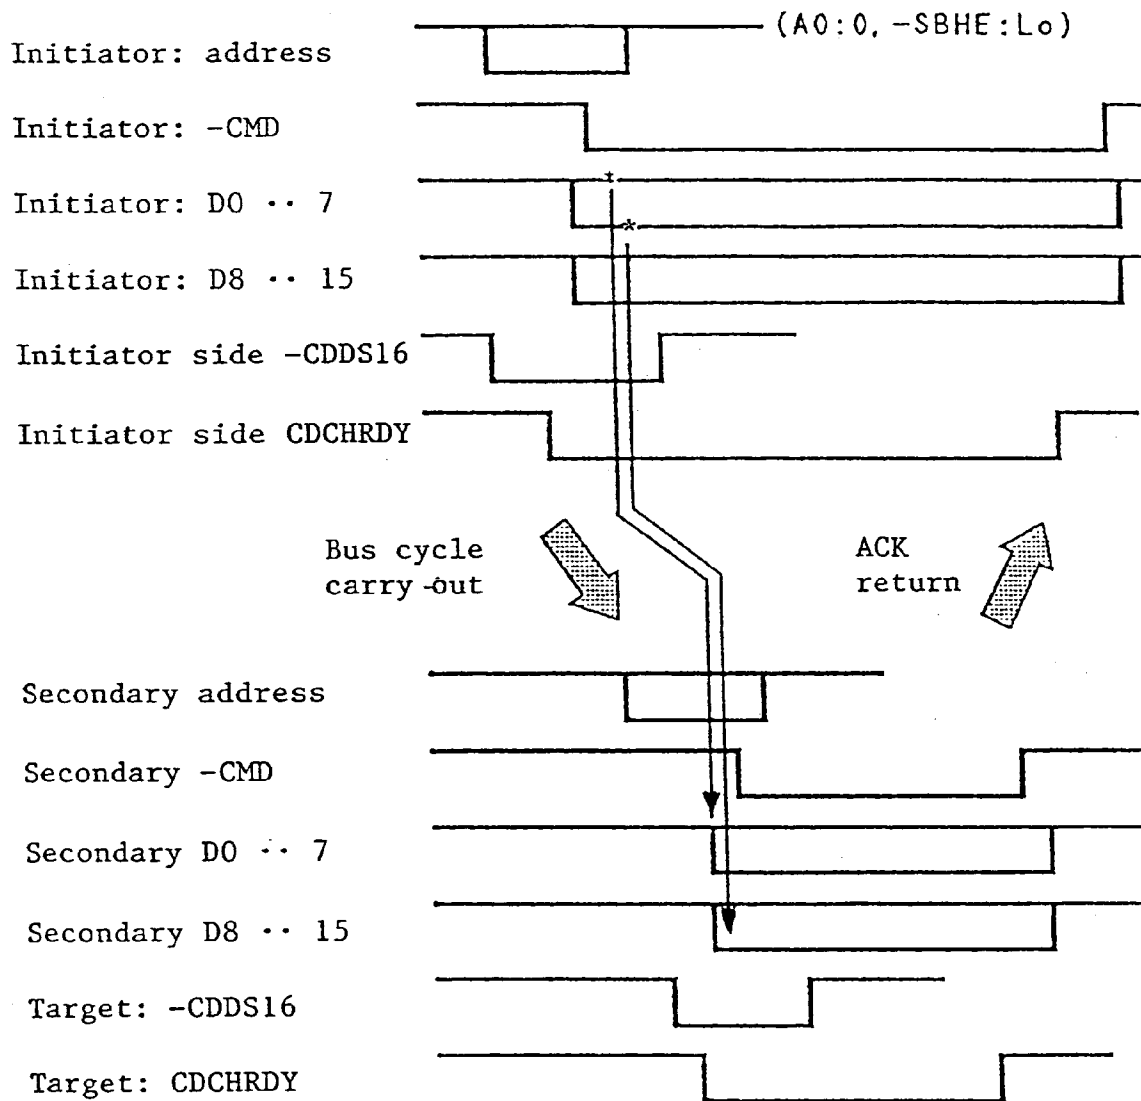 (A0:0, -SBHE:Lo)
Initiator: address
Initiator: -CMD
Initiator: D0 ·· 7
*
*
Initiator: D8 ·· 15
Initiator side -CDDS16
Initiator side CDCHRDY
Bus cycle
carry-out
ACK
return
Secondary address
Secondary -CMD
Secondary D0 ·· 7
Secondary D8 ·· 15
Target: -CDDS16
Target: CDCHRDY